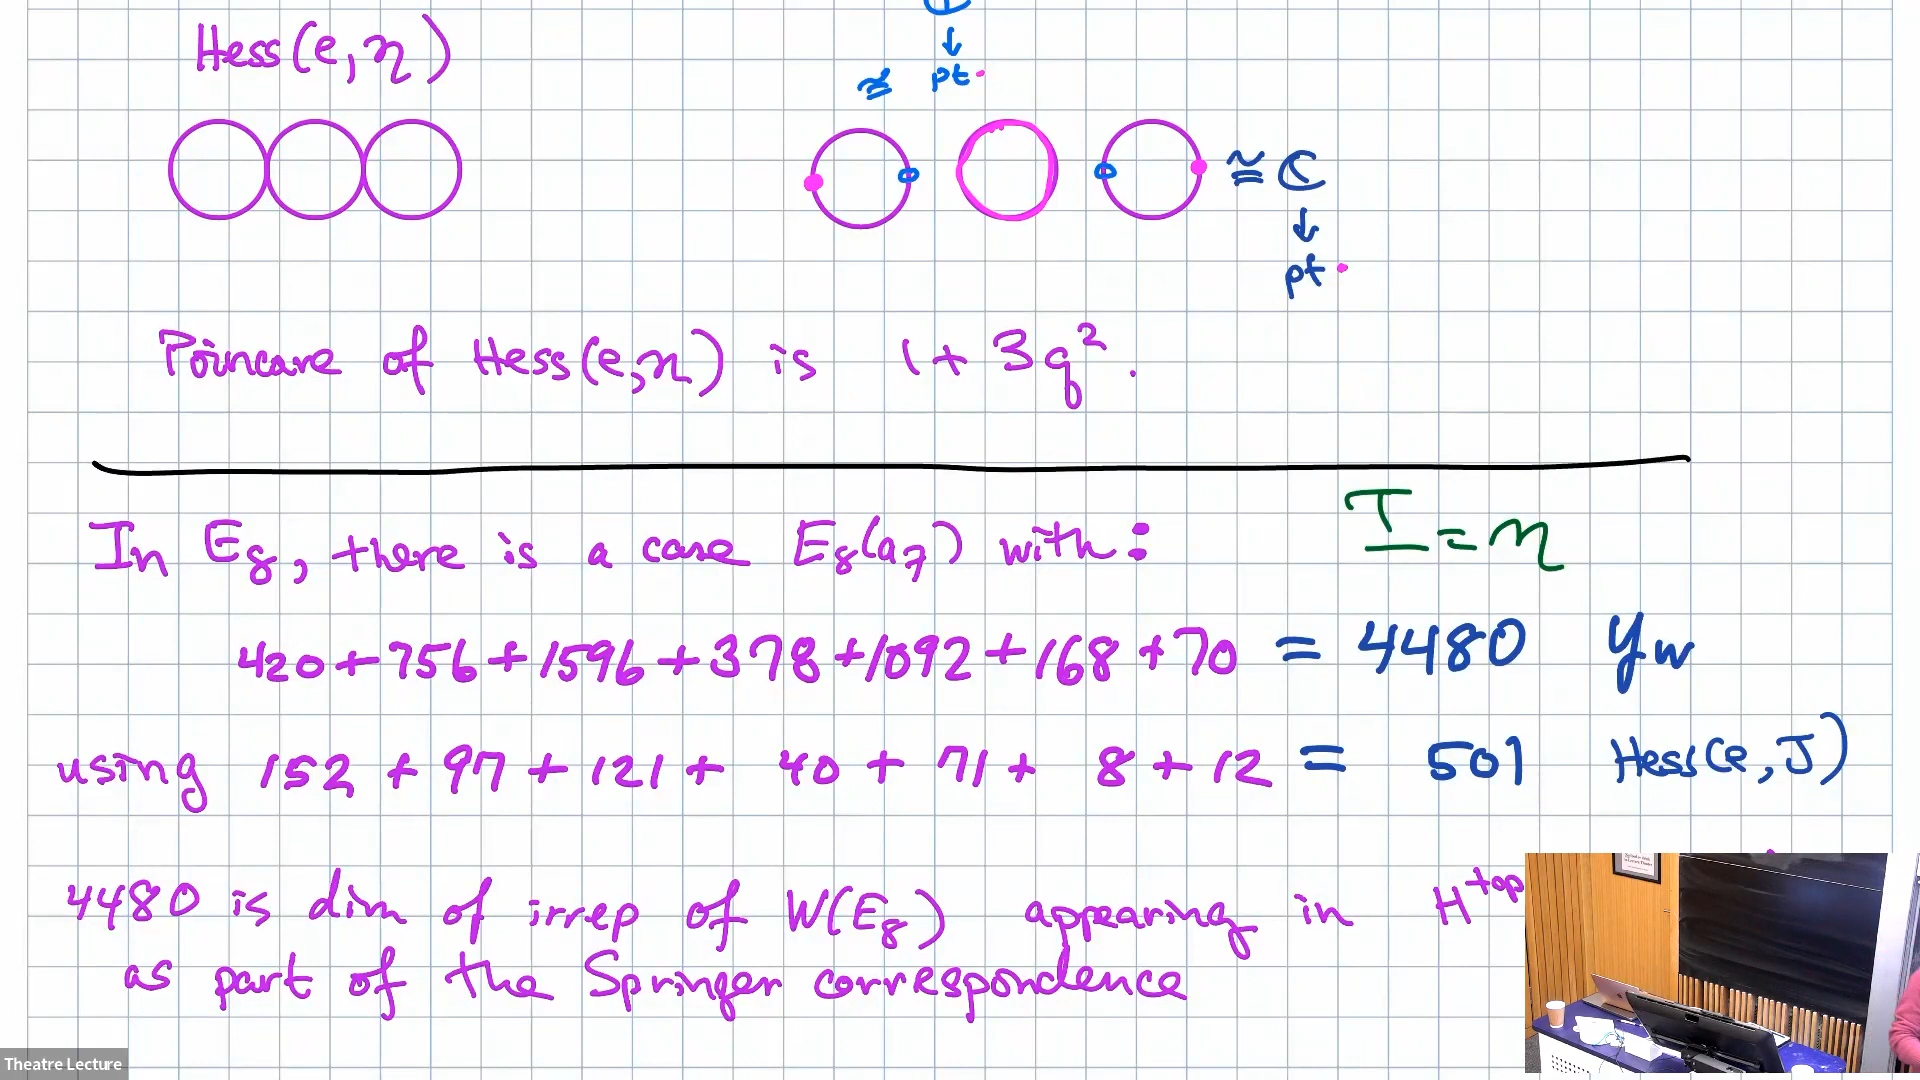 Hess(e,η)
↓
≅ pt.
≅ ℂ
↓
pt.
Poincare of Hess(e,η) is 1+3q².
In E₈, there is a case E₈(a₇) with: I=η
420+756+1596+378+1092+168+70 = 4480 Yw
using 152 + 97 + 121 + 40 + 71 + 8 + 12 = 501 Hess(e,J)
4480 is dim of irrep of W(E₈) appearing in Hᵗᵒᵖ
as part of the Springer correspondence
Theatre Lecture